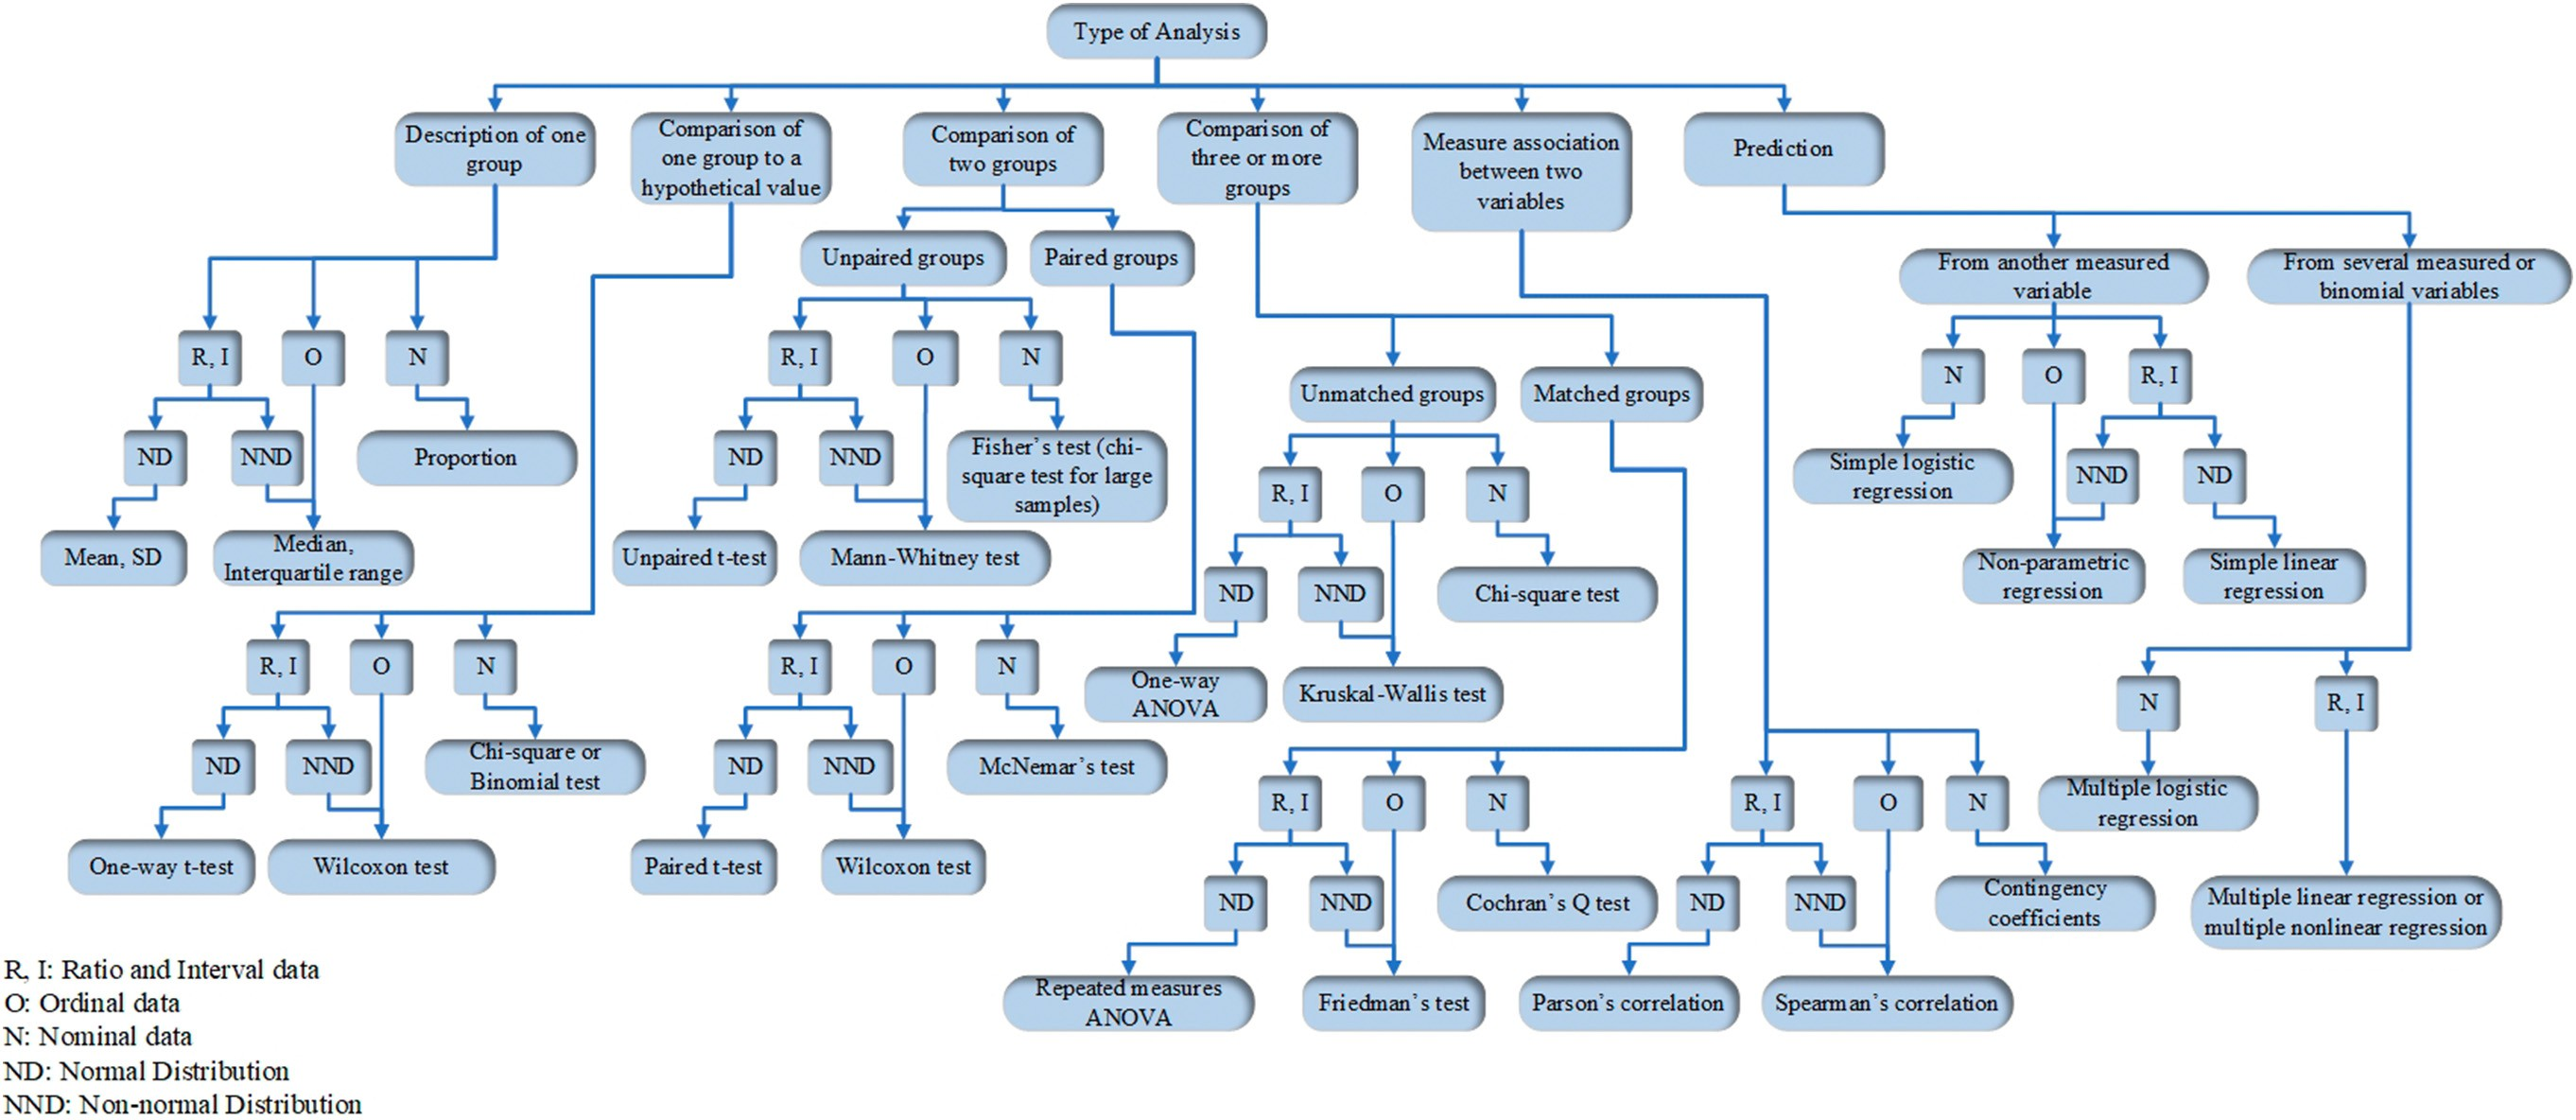 Type of Analysis
Description of one
group
Comparison of
one group to a
hypothetical value
Comparison of
two groups
Comparison of
three or more
groups
Measure association
between two
variables
Prediction
Unpaired groups
Paired groups
From another measured
variable
From several measured or
binomial variables
R, I
O
N
R, I
O
N
N
O
R, I
Unmatched groups
Matched groups
ND
NND
Proportion
ND
NND
Fisher’s test (chi-
square test for large
samples)
Simple logistic
regression
NND
ND
R, I
O
N
Mean, SD
Median,
Interquartile range
Unpaired t-test
Mann-Whitney test
Non-parametric
regression
Simple linear
regression
ND
NND
Chi-square test
R, I
O
N
R, I
O
N
One-way
ANOVA
Kruskal-Wallis test
N
R, I
ND
NND
Chi-square or
Binomial test
ND
NND
McNemar’s test
R, I
O
N
R, I
O
N
Multiple logistic
regression
One-way t-test
Wilcoxon test
Paired t-test
Wilcoxon test
ND
NND
Cochran’s Q test
ND
NND
Contingency
coefficients
Multiple linear regression or
multiple nonlinear regression
Repeated measures
ANOVA
Friedman’s test
Parson’s correlation
Spearman’s correlation
R, I: Ratio and Interval data
O: Ordinal data
N: Nominal data
ND: Normal Distribution
NND: Non-normal Distribution